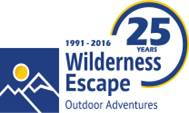 1991-2016
25
YEARS
Wilderness
Escape
Outdoor Adventures